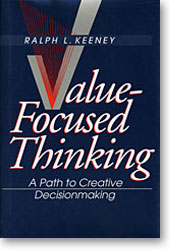 RALPH L. KEENEY
Value-
Focused
Thinking
A Path to Creative
Decisionmaking